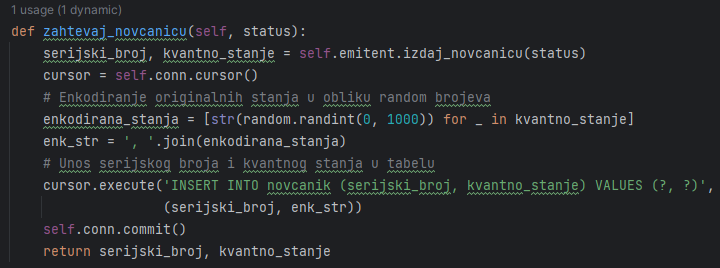 1 usage (1 dynamic)
def zahtevaj_novcanicu(self, status):
    serijski_broj, kvantno_stanje = self.emitent.izdaj_novcanicu(status)
    cursor = self.conn.cursor()
    # Enkodiranje originalnih stanja u obliku random brojeva
    enkodirana_stanja = [str(random.randint(0, 1000)) for _ in kvantno_stanje]
    enk_str = ', '.join(enkodirana_stanja)
    # Unos serijskog broja i kvantnog stanja u tabelu
    cursor.execute('INSERT INTO novcanik (serijski_broj, kvantno_stanje) VALUES (?, ?)',
                   (serijski_broj, enk_str))
    self.conn.commit()
    return serijski_broj, kvantno_stanje